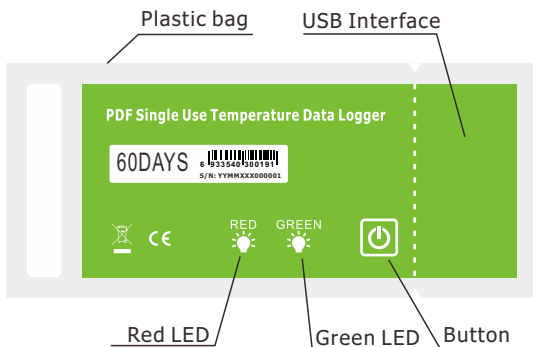 Plastic bag
USB Interface
PDF Single Use Temperature Data Logger
60DAYS
6 933540 300191
S/N: YYMMXXX000001
CE
RED GREEN
Red LED
Green LED
Button